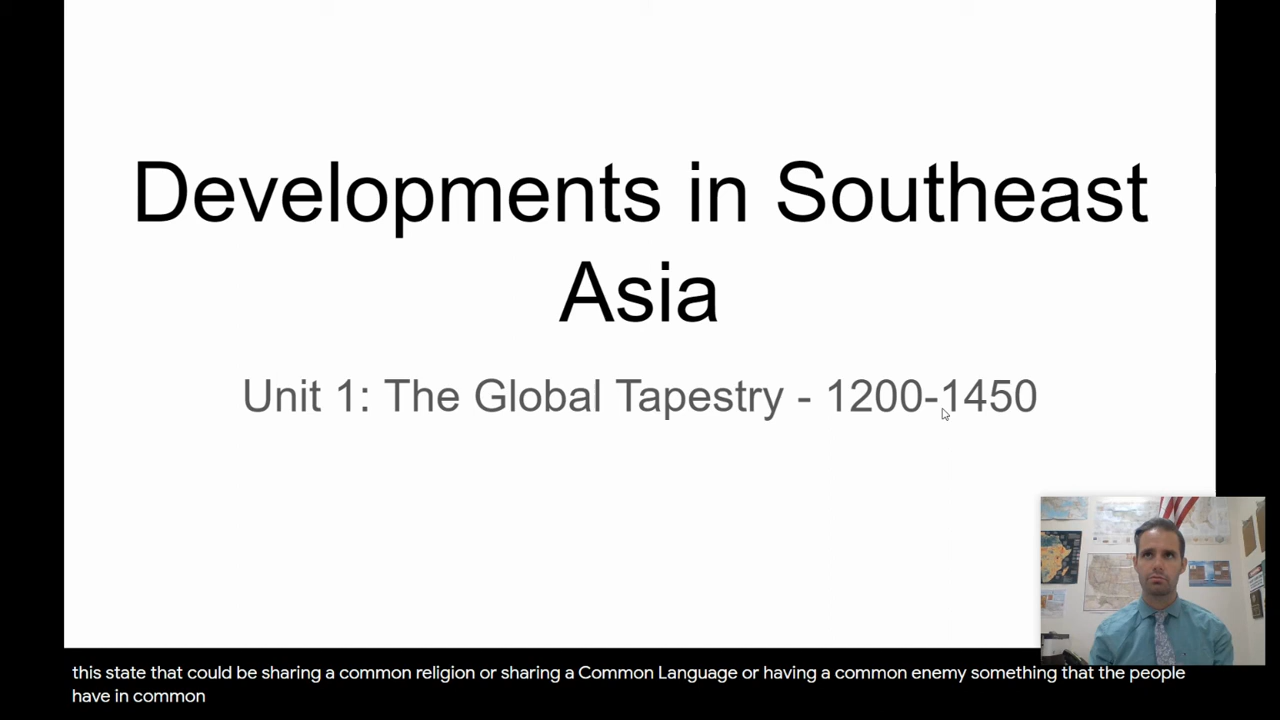 Developments in Southeast
Asia
Unit 1: The Global Tapestry - 1200-1450
this state that could be sharing a common religion or sharing a Common Language or having a common enemy something that the people
have in common